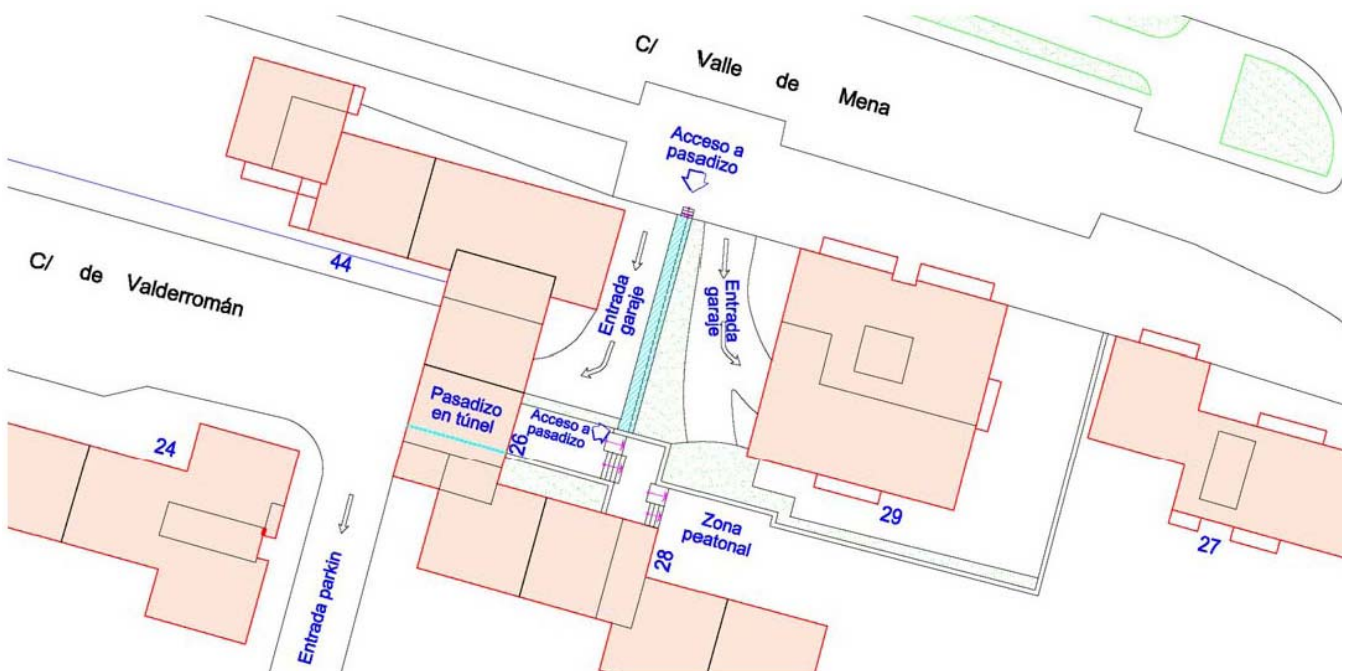 C/ Valle de Mena
Acceso a
pasadizo
44
C/ de Valderromán
Entrada
garaje
Entrada
garaje
Pasadizo
en túnel
Acceso a
pasadizo
26
24
29
27
Zona
peatonal
28
Entrada parkin